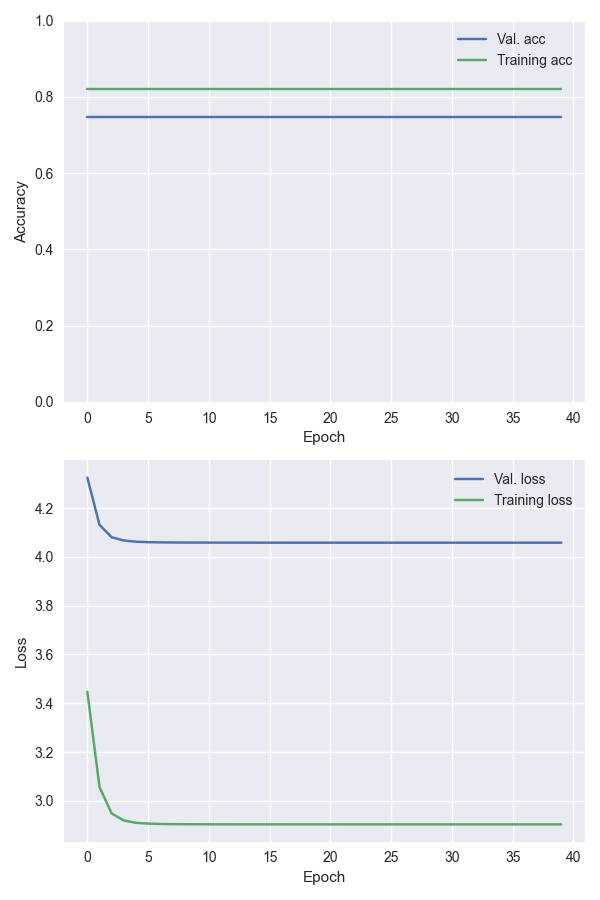 1.0
Val. acc
Training acc
0.8
0.6
Accuracy
0.4
0.2
0.0
0 5 10 15 20 25 30 35 40
Epoch
Val. loss
4.2
Training loss
4.0
3.8
3.6
Loss
3.4
3.2
3.0
0 5 10 15 20 25 30 35 40
Epoch